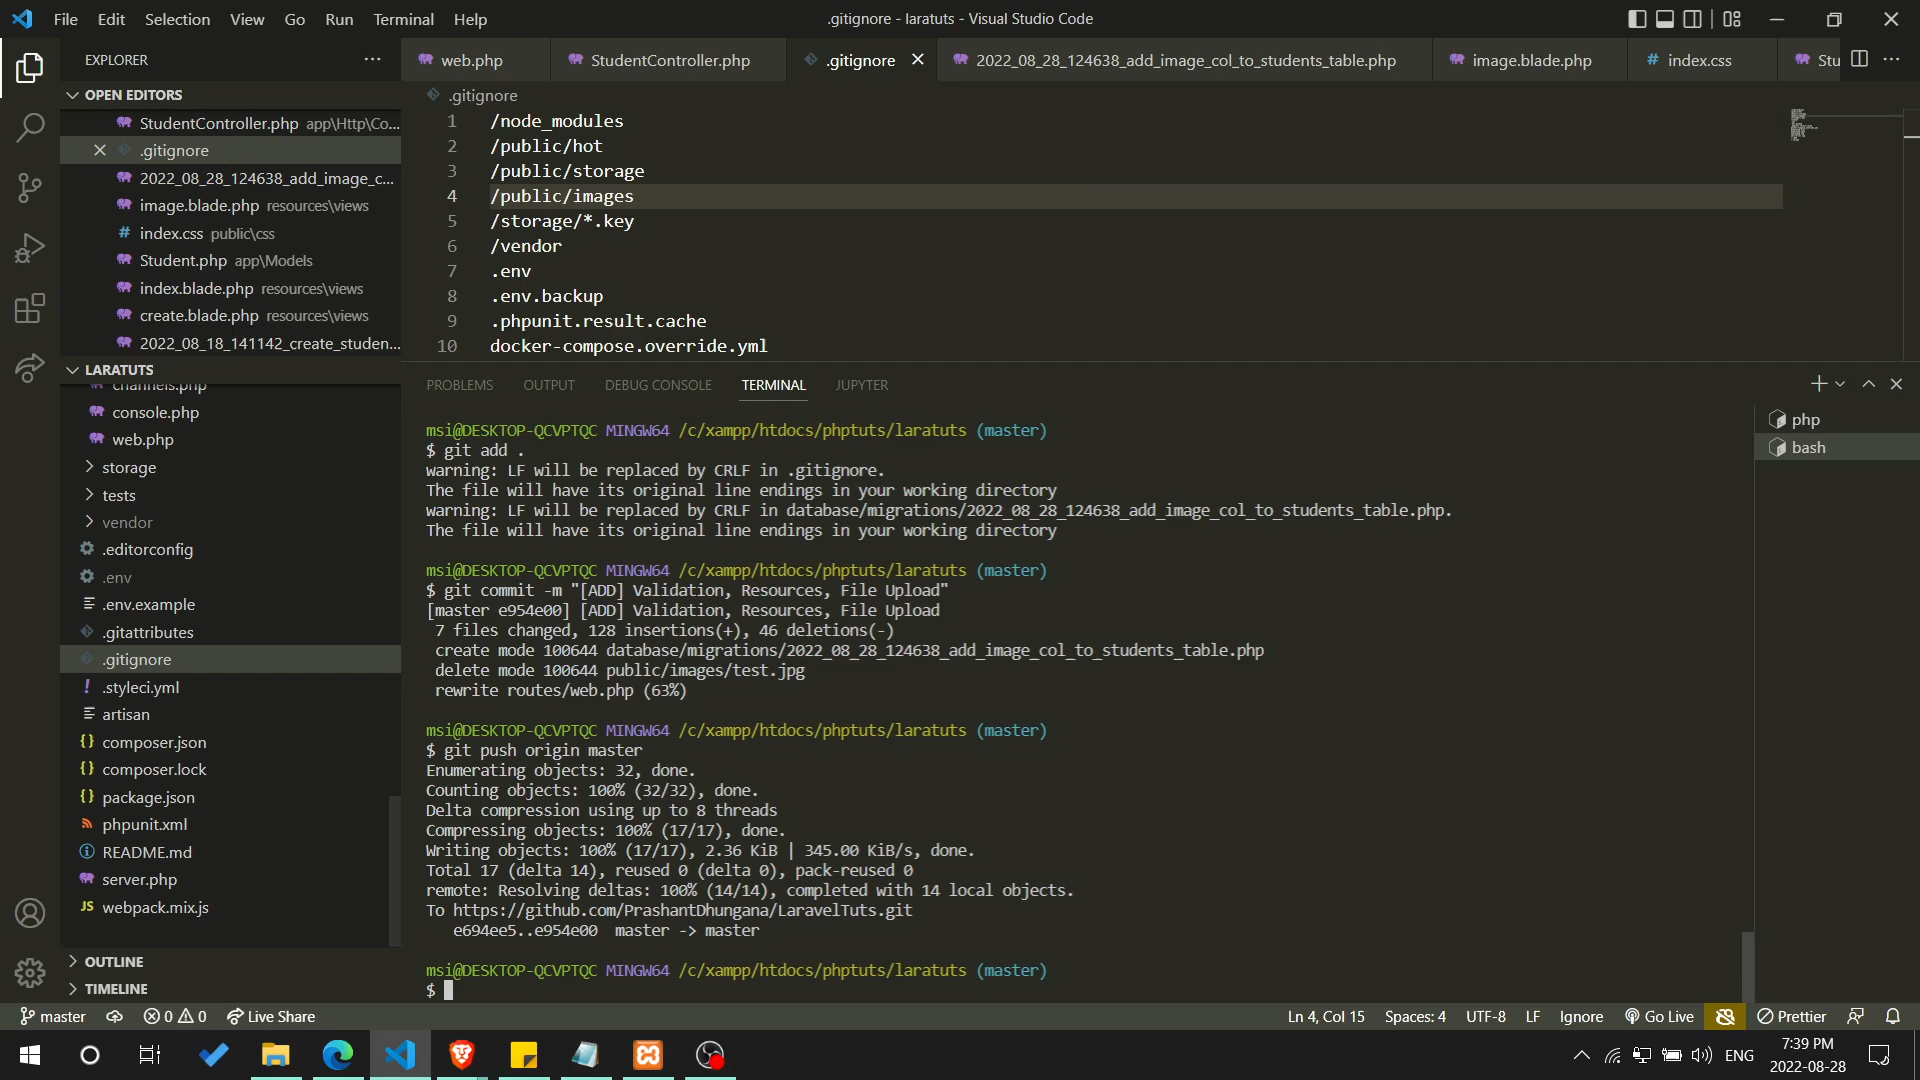 File Edit Selection View Go Run Terminal Help
.gitignore - laratuts - Visual Studio Code
EXPLORER
web.php
StudentController.php
.gitignore
2022_08_28_124638_add_image_col_to_students_table.php
image.blade.php
index.css
Stu
OPEN EDITORS
StudentController.php app\Http\Co...
.gitignore
2022_08_28_124638_add_image_c...
image.blade.php resources\views
index.css public\css
Student.php app\Models
index.blade.php resources\views
create.blade.php resources\views
2022_08_18_141142_create_studen...
LARATUTS
channels.php
console.php
web.php
storage
tests
vendor
.editorconfig
.env
.env.example
.gitattributes
.gitignore
.styleci.yml
artisan
composer.json
composer.lock
package.json
phpunit.xml
README.md
server.php
webpack.mix.js
OUTLINE
TIMELINE
.gitignore
1 /node_modules
2 /public/hot
3 /public/storage
4 /public/images
5 /storage/*.key
6 /vendor
7 .env
8 .env.backup
9 .phpunit.result.cache
10 docker-compose.override.yml
PROBLEMS OUTPUT DEBUG CONSOLE TERMINAL JUPYTER
php
bash
msi@DESKTOP-QCVPTQC MINGW64 /c/xampp/htdocs/phptuts/laratuts (master)
$ git add .
warning: LF will be replaced by CRLF in .gitignore.
The file will have its original line endings in your working directory
warning: LF will be replaced by CRLF in database/migrations/2022_08_28_124638_add_image_col_to_students_table.php.
The file will have its original line endings in your working directory
msi@DESKTOP-QCVPTQC MINGW64 /c/xampp/htdocs/phptuts/laratuts (master)
$ git commit -m "[ADD] Validation, Resources, File Upload"
[master e954e00] [ADD] Validation, Resources, File Upload
7 files changed, 128 insertions(+), 46 deletions(-)
create mode 100644 database/migrations/2022_08_28_124638_add_image_col_to_students_table.php
delete mode 100644 public/images/test.jpg
rewrite routes/web.php (63%)
msi@DESKTOP-QCVPTQC MINGW64 /c/xampp/htdocs/phptuts/laratuts (master)
$ git push origin master
Enumerating objects: 32, done.
Counting objects: 100% (32/32), done.
Delta compression using up to 8 threads
Compressing objects: 100% (17/17), done.
Writing objects: 100% (17/17), 2.36 KiB | 345.00 KiB/s, done.
Total 17 (delta 14), reused 0 (delta 0), pack-reused 0
remote: Resolving deltas: 100% (14/14), completed with 14 local objects.
To https://github.com/PrashantDhungana/LaravelTuts.git
e694ee5..e954e00 master -> master
msi@DESKTOP-QCVPTQC MINGW64 /c/xampp/htdocs/phptuts/laratuts (master)
$
master 0 0 Live Share
Ln 4, Col 15 Spaces: 4 UTF-8 LF Ignore Go Live Prettier
ENG
7:39 PM
2022-08-28